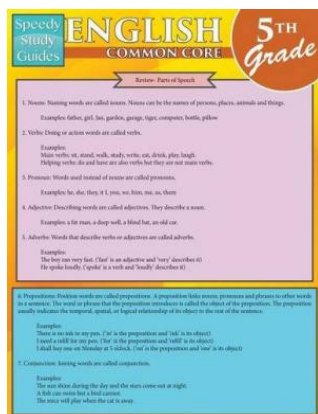 Speedy
Study
Guides
ENGLISH
COMMON CORE
5TH
Grade
Review- Parts of Speech
1. Nouns: Naming words are called nouns. Nouns can be the names of persons, places, animals and things.
Examples: father, girl, Ian, garden, garage, tiger, computer, bottle, pillow
2. Verbs: Doing or action words are called verbs.
Examples:
Main verbs: sit, stand, walk, study, write, eat, drink, play, laugh
Helping verbs: do and have are also verbs but they are not main verbs.
3. Pronoun: Words used instead of nouns are called pronouns.
Examples: he, she, they, it I, you, we, him, me, us, them
4. Adjective: Describing words are called adjectives. They describe a noun.
Examples: a fat man, a deep well, a blind bat, an old car.
5. Adverbs: Words that describe verbs or adjectives are called adverbs.
Examples:
The boy ran very fast. ('fast' is an adjective and 'very' describes it)
He spoke loudly. ('spoke' is a verb and 'loudly' describes it)
6. Prepositions: Position words are called prepositions. A preposition links nouns, pronouns and phrases to other words
in a sentence. The word or phrase that the preposition introduces is called the object of the preposition. The preposition
usually indicates the temporal, spatial, or logical relationship of its object to the rest of the sentence.
Examples:
There is no ink in my pen. ('in' is the preposition and 'ink' is its object)
I need a refill for my pen. ('for' is the preposition and 'refill' is its object)
I shall buy one on Monday at 5 oclock. ('on' is the preposition and 'one' is its object)
7. Conjunction: Joining words are called conjunction.
Examples
The sun shine during the day and the stars come out at night.
A fish can swim but a bird cannot.
The mice will play when the cat is away.